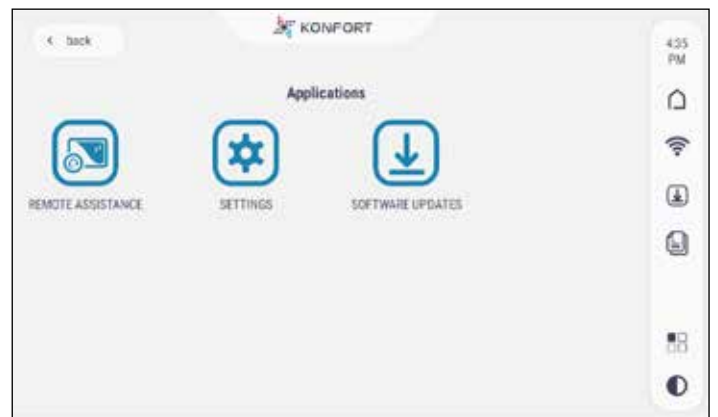 KONFORT
back
4:35
PM
Applications
REMOTE ASSISTANCE
SETTINGS
SOFTWARE UPDATES